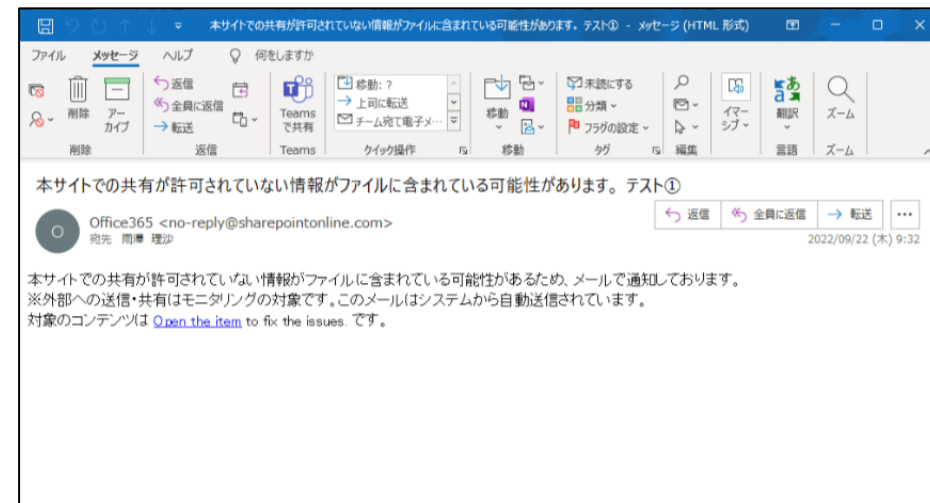 本サイトでの共有が許可されていない情報がファイルに含まれている可能性があります。テスト① - メッセージ (HTML 形式)
ファイル メッセージ ヘルプ 何をしますか
削除 アーカイブ
返信
全員に返信
転送
Teams で共有
移動: ?
上司に転送
チーム宛て電子メ…
移動
未読にする
分類
フラグの設定
イマーシブ
翻訳
ズーム
削除 返信 Teams クイック操作 移動 タグ 編集 言語 ズーム
本サイトでの共有が許可されていない情報がファイルに含まれている可能性があります。テスト①
O Office365 <no-reply@sharepointonline.com>
宛先 雨澤 理沙
返信 全員に返信 転送 …
2022/09/22 (木) 9:32
本サイトでの共有が許可されていない情報がファイルに含まれている可能性があるため、メールで通知しております。
※外部への送信・共有はモニタリングの対象です。このメールはシステムから自動送信されています。
対象のコンテンツは Open the item to fix the issues. です。